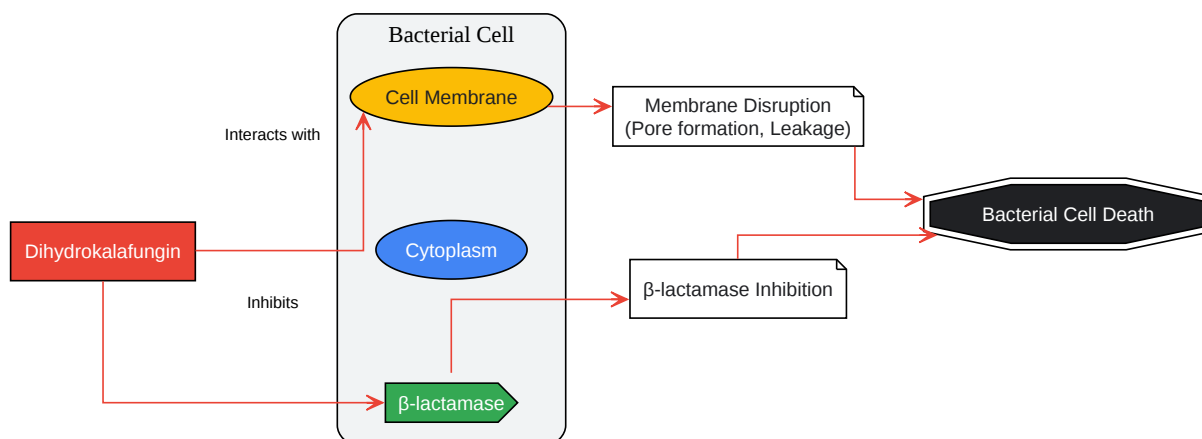 Bacterial Cell
Cell Membrane
Membrane Disruption
(Pore formation, Leakage)
Interacts with
Bacterial Cell Death
Dihydrokalafungin
Cytoplasm
β-lactamase Inhibition
Inhibits
β-lactamase